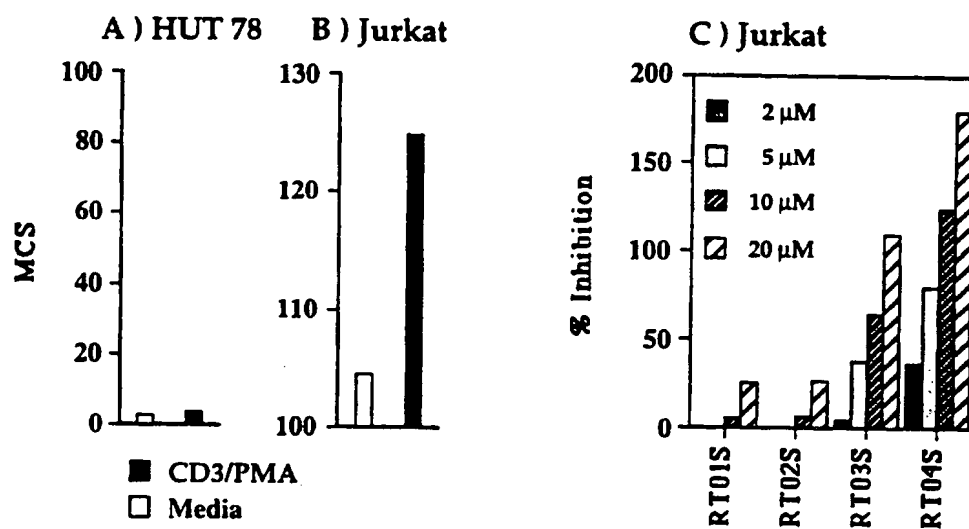 A ) HUT 78
B ) Jurkat
C ) Jurkat
MCS
100
80
60
40
20
0
130
120
110
100
CD3/PMA
Media
% Inhibition
200
150
100
50
0
2 µM
5 µM
10 µM
20 µM
RT01S
RT02S
RT03S
RT04S